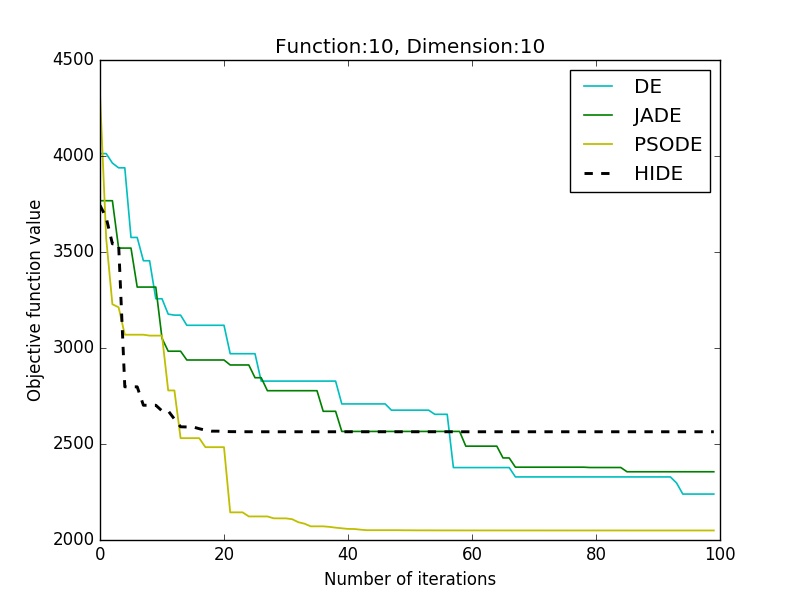 Function:10, Dimension:10
4500
4000
3500
3000
2500
2000
Objective function value
DE
JADE
PSODE
HIDE
0 20 40 60 80 100
Number of iterations